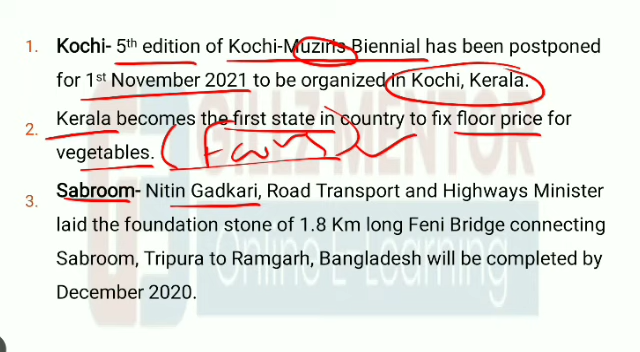 1. Kochi- 5th edition of Kochi-Muziris Biennial has been postponed
for 1st November 2021 to be organized in Kochi, Kerala.
2. Kerala becomes the first state in country to fix floor price for
vegetables.
3. Sabroom- Nitin Gadkari, Road Transport and Highways Minister
laid the foundation stone of 1.8 Km long Feni Bridge connecting
Sabroom, Tripura to Ramgarh, Bangladesh will be completed by
December 2020.
Online E-Learning